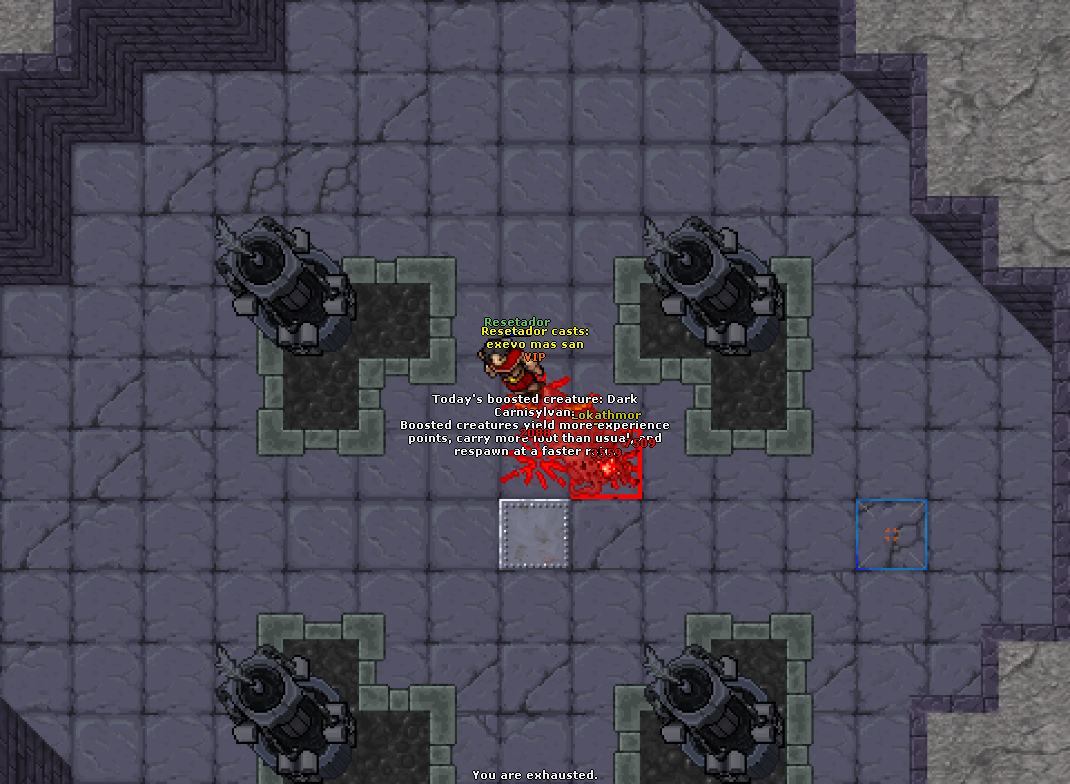 Resetador
Resetador casts:
exevo mas san
VIP
Today's boosted creature: Dark
Carnisylvan.
Lokathmor
Boosted creatures yield more experience
points, carry more loot than usual and
respawn at a faster
You are exhausted.